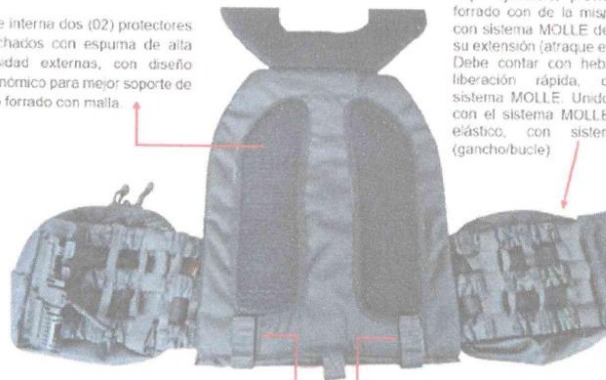 e interna dos (02) protectores
chados con espuma de alta
sidad externas, con diseño
nómico para mejor soporte de
forrado con malla.
forrado con de la mism
con sistema MOLLE de
su extensión (atraque e
Debe contar con heb
liberación rápida, c
sistema MOLLE. Unido
con el sistema MOLLE
elástico, con sistem
(gancho/bucle)